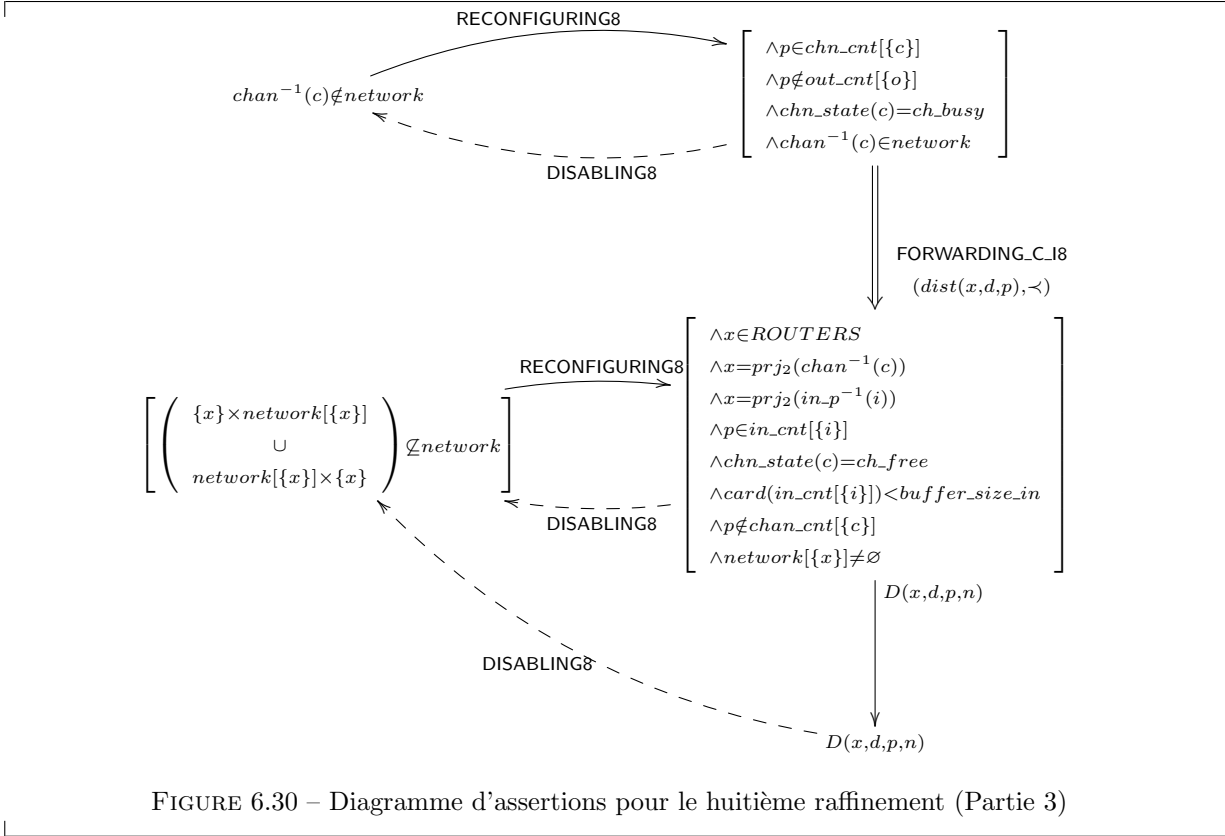 RECONFIGURING8
chan⁻¹(c)∉network
∧p∈chn_cnt[{c}]
∧p∉out_cnt[{o}]
∧chn_state(c)=ch_busy
∧chan⁻¹(c)∈network
DISABLING8
FORWARDING_C_I8
(dist(x,d,p),≺)
{x}×network[{x}]
∪
network[{x}]×{x}
⊈network
RECONFIGURING8
∧x∈ROUTERS
∧x=prj₂(chan⁻¹(c))
∧x=prj₂(in_p⁻¹(i))
∧p∈in_cnt[{i}]
∧chn_state(c)=ch_free
∧card(in_cnt[{i}])<buffer_size_in
∧p∉chan_cnt[{c}]
∧network[{x}]≠∅
DISABLING8
D(x,d,p,n)
DISABLING8
D(x,d,p,n)
FIGURE 6.30 – Diagramme d'assertions pour le huitième raffinement (Partie 3)